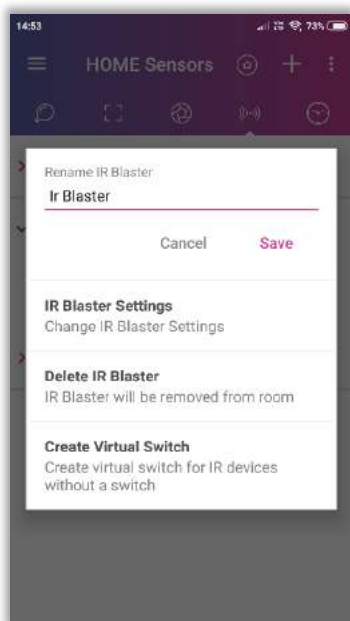 14:53
73%
HOME Sensors
Rename IR Blaster
Ir Blaster
Cancel
Save
IR Blaster Settings
Change IR Blaster Settings
Delete IR Blaster
IR Blaster will be removed from room
Create Virtual Switch
Create virtual switch for IR devices
without a switch